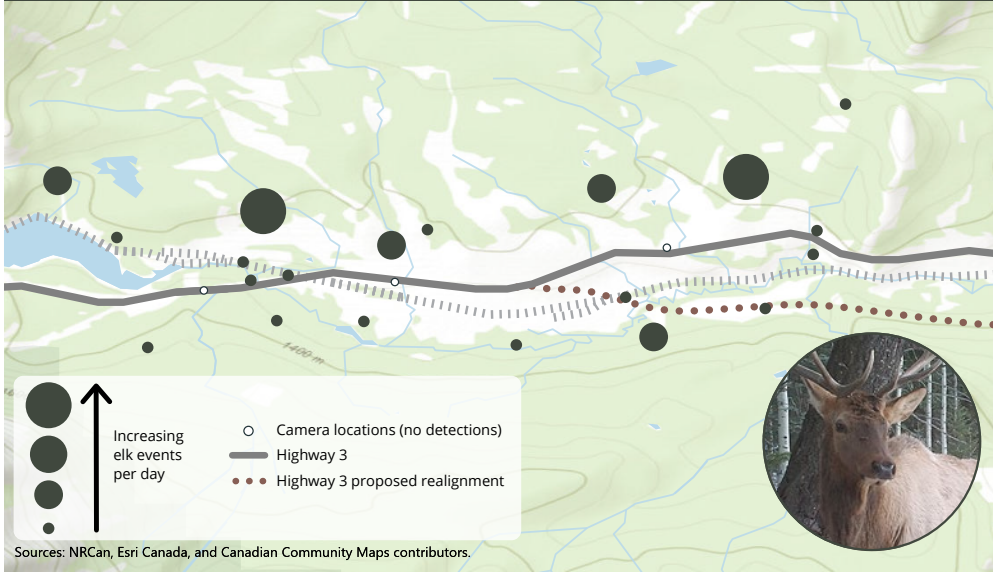 1400 m
Increasing
elk events
per day
Camera locations (no detections)
Highway 3
Highway 3 proposed realignment
Sources: NRCan, Esri Canada, and Canadian Community Maps contributors.